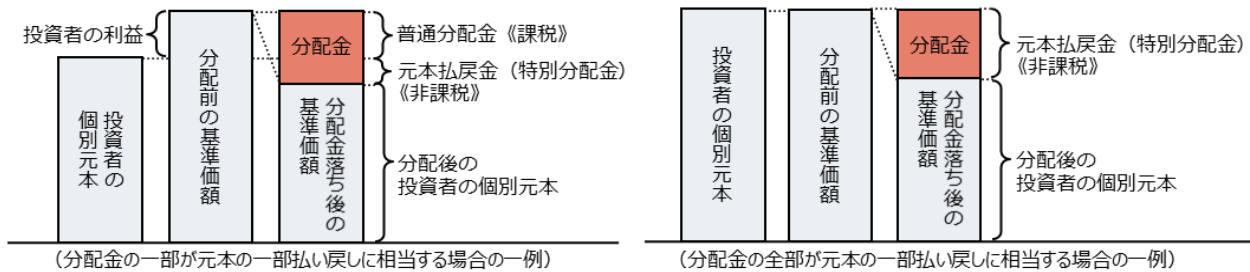 投資者の利益
投資者の
個別元本
分配前の基準価額
分配金
分配金落ち後の
基準価額
普通分配金《課税》
元本払戻金（特別分配金）
《非課税》
分配後の
投資者の個別元本
（分配金の一部が元本の一部払い戻しに相当する場合の一例）
投資者の個別元本
分配前の基準価額
分配金
分配金落ち後の
基準価額
元本払戻金（特別分配金）
《非課税》
分配後の
投資者の個別元本
（分配金の全部が元本の一部払い戻しに相当する場合の一例）